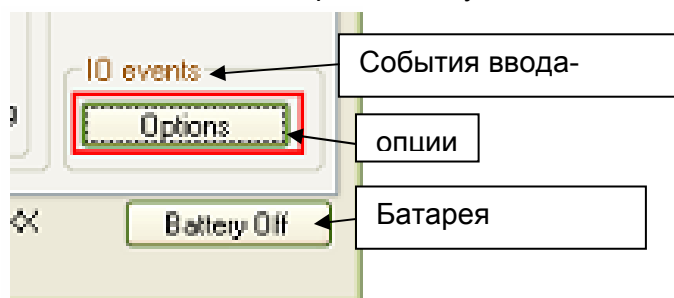 IO events
События ввода-
Options
опции
Battery Off
Батарея